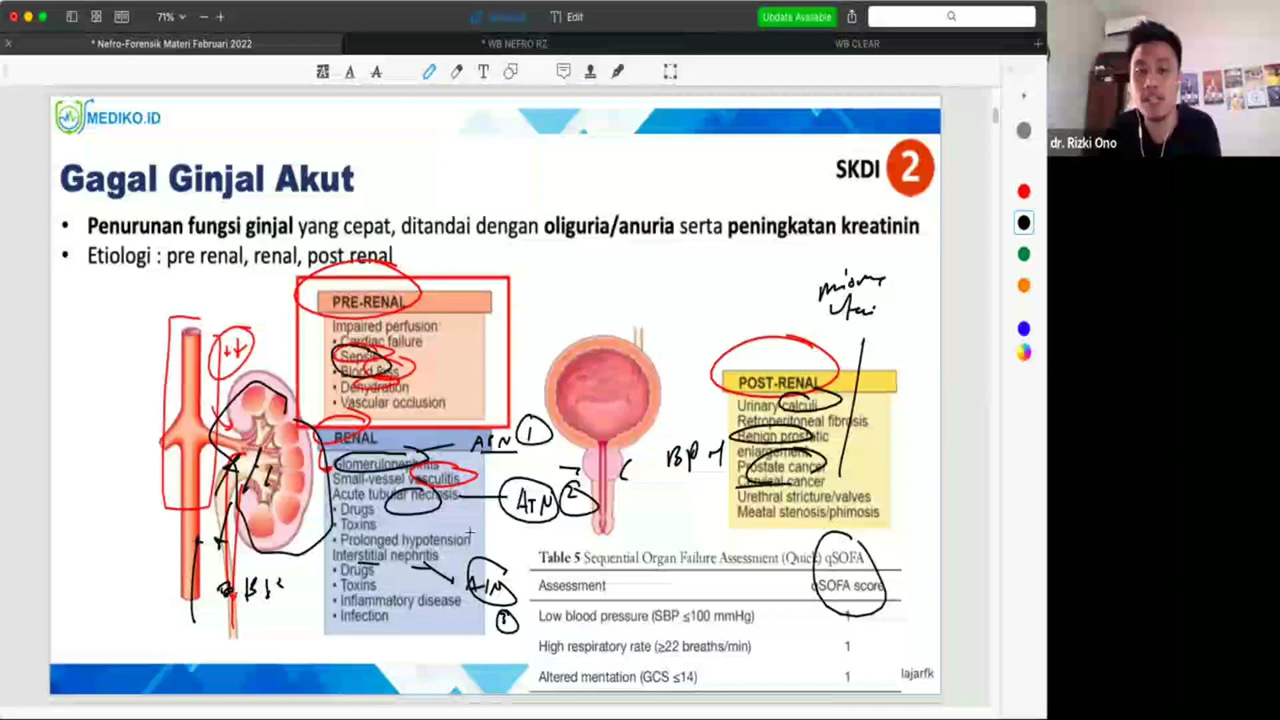 71%
Edit
Update Available
* Nefro-Forensik Materi Februari 2022
* WB NEFRO RZ
WB CLEAR
dr. Rizki Ono
MEDIKO.ID
Gagal Ginjal Akut
SKDI 2
• Penurunan fungsi ginjal yang cepat, ditandai dengan oliguria/anuria serta peningkatan kreatinin
• Etiologi : pre renal, renal, post renal
PRE-RENAL
Impaired perfusion:
• Cardiac failure
• Sepsis
• Blood loss
• Dehydration
• Vascular occlusion
RENAL
Glomerulonephritis
Small-vessel vasculitis
Acute tubular necrosis
• Drugs
• Toxins
• Prolonged hypotension
Interstitial nephritis
• Drugs
• Toxins
• Inflammatory disease
• Infection
1
ATN 2
AIN
POST-RENAL
Urinary calculi
Retroperitoneal fibrosis
Benign prostatic
enlargement
Prostate cancer
Cervical cancer
Urethral stricture/valves
Meatal stenosis/phimosis
BPH
Table 5 Sequential Organ Failure Assessment (Quick) qSOFA
Assessment qSOFA score
Low blood pressure (SBP ≤100 mmHg) 1
High respiratory rate (≥22 breaths/min) 1
Altered mentation (GCS ≤14) 1
lajarfk